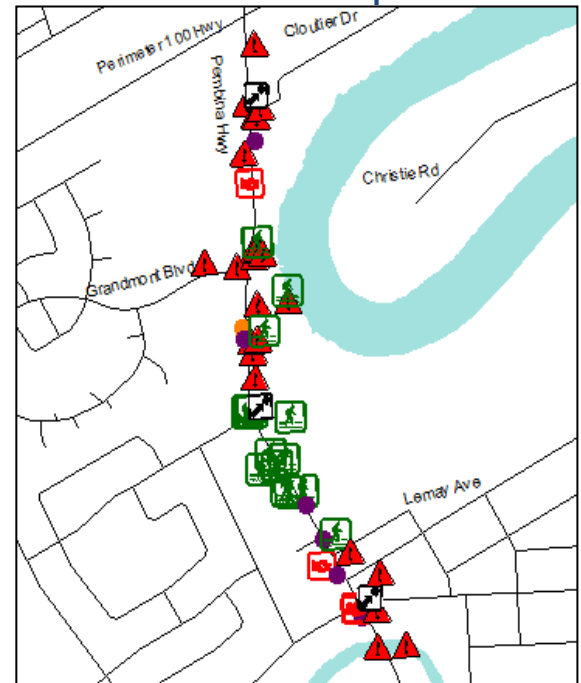 Perimeter 100 Hwy
Cloutier Dr
Pembina Hwy
Christie Rd
Grandmont Blvd
Lemay Ave